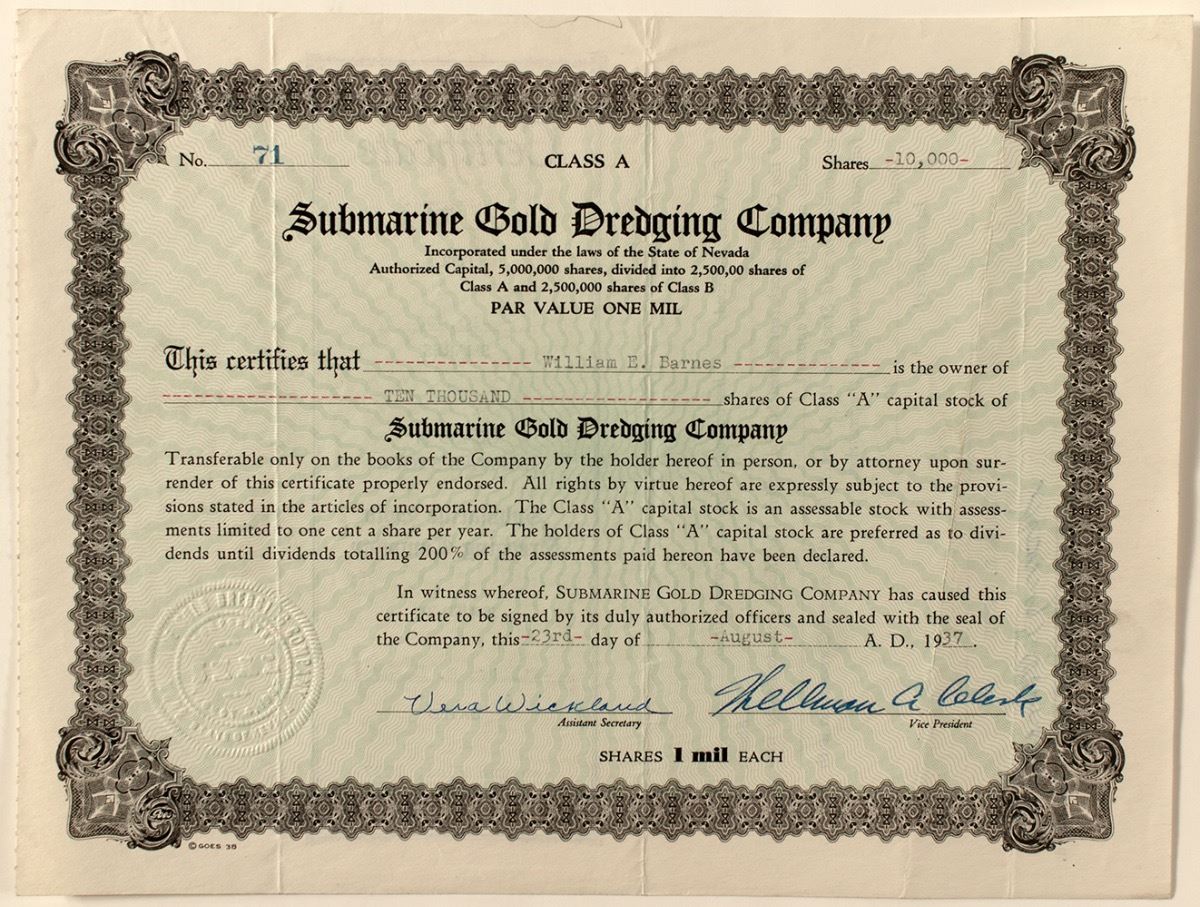 No. 71 CLASS A Shares -10,000-
Submarine Gold Dredging Company
Incorporated under the laws of the State of Nevada
Authorized Capital, 5,000,000 shares, divided into 2,500,00 shares of
Class A and 2,500,000 shares of Class B
PAR VALUE ONE MIL
This certifies that William E. Barnes is the owner of
TEN THOUSAND shares of Class "A" capital stock of
Submarine Gold Dredging Company
Transferable only on the books of the Company by the holder hereof in person, or by attorney upon sur-
render of this certificate properly endorsed. All rights by virtue hereof are expressly subject to the provi-
sions stated in the articles of incorporation. The Class "A" capital stock is an assessable stock with assess-
ments limited to one cent a share per year. The holders of Class "A" capital stock are preferred as to divi-
dends until dividends totalling 200% of the assessments paid hereon have been declared.
In witness whereof, SUBMARINE GOLD DREDGING COMPANY has caused this
certificate to be signed by its duly authorized officers and sealed with the seal of
the Company, this -23rd- day of -August- A. D., 1937.
Vera Wickland
Assistant Secretary Vice President
SHARES 1 mil EACH
© GOES 38